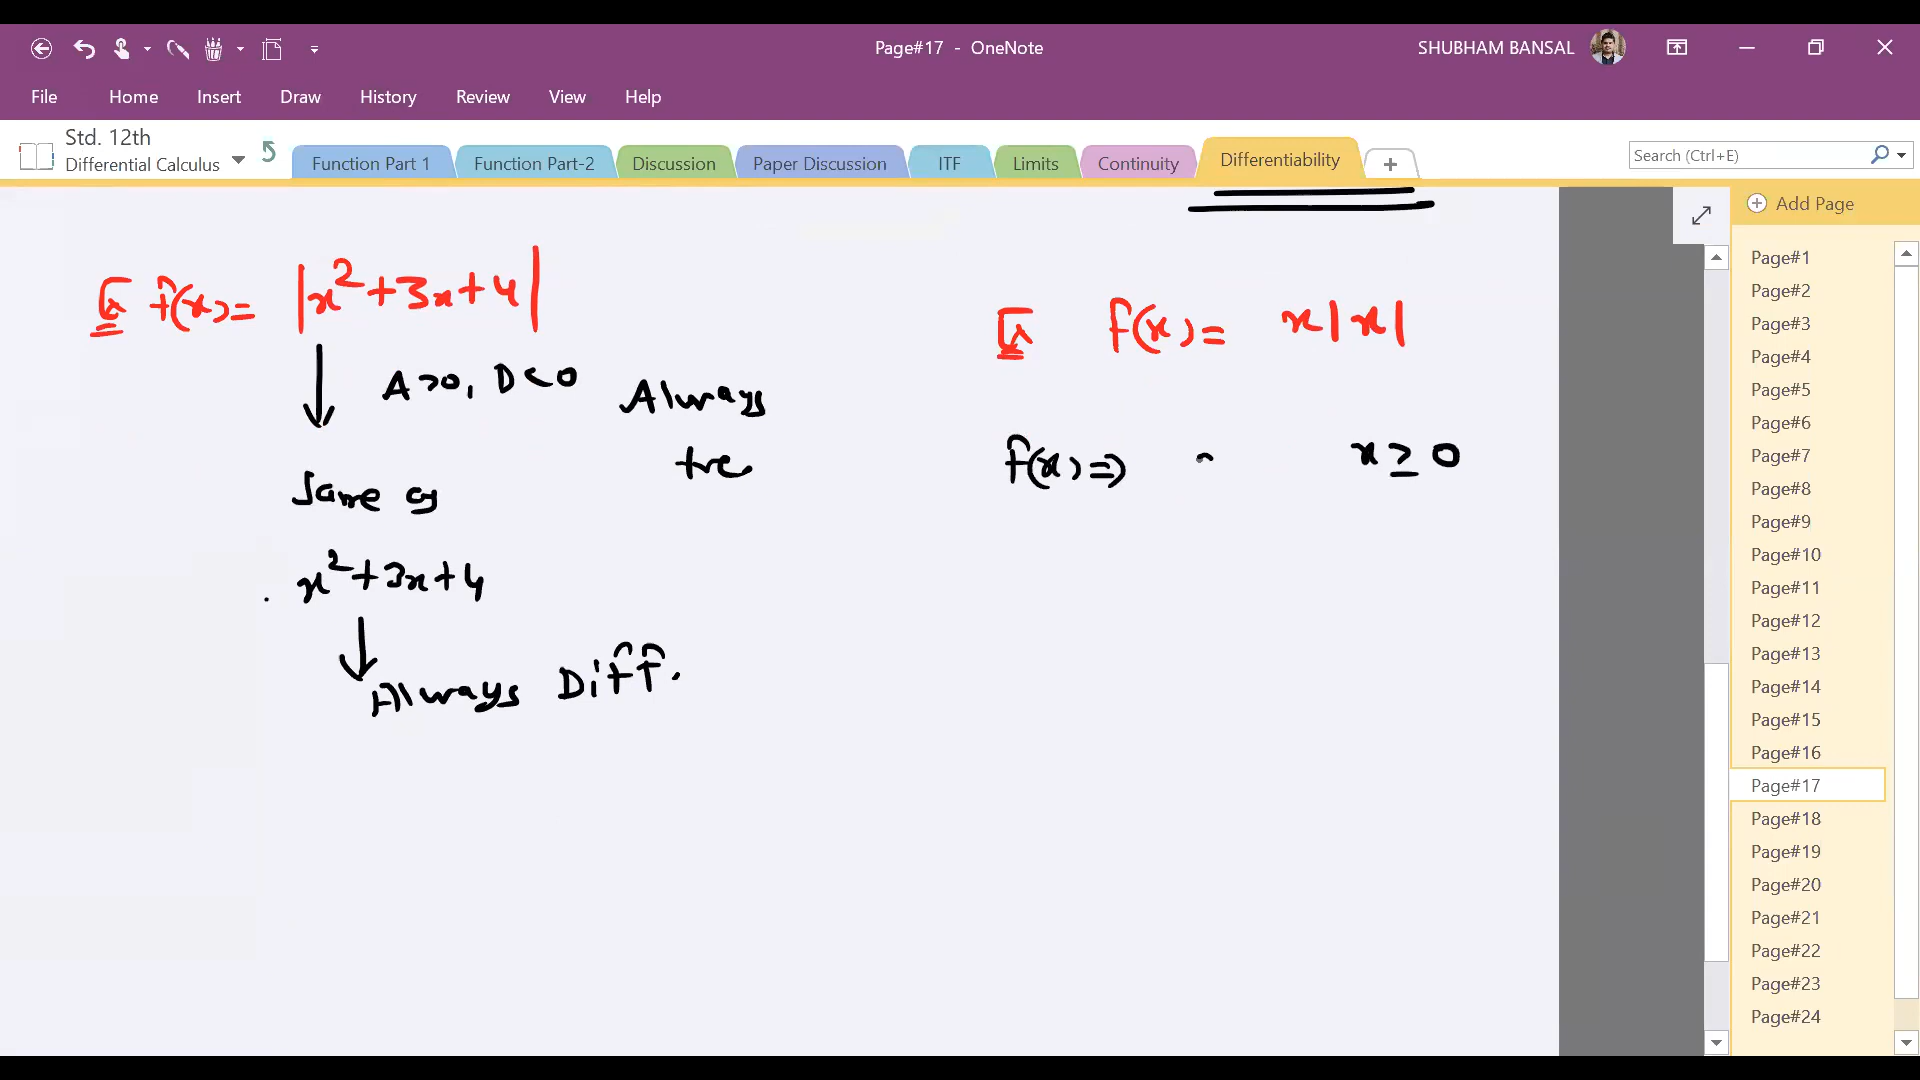 Page#17 - OneNote
SHUBHAM BANSAL
File Home Insert Draw History Review View Help
Std. 12th
Differential Calculus
Function Part 1
Function Part-2
Discussion
Paper Discussion
ITF
Limits
Continuity
Differentiability
Search (Ctrl+E)
Add Page
f(x) = |x²+3x+4|
A>0, D<0
Always
+ve
Same as
x²+3x+4
Always Diff.
f(x) = x|x|
f(x) ⇒ x ≥ 0
Page#1
Page#2
Page#3
Page#4
Page#5
Page#6
Page#7
Page#8
Page#9
Page#10
Page#11
Page#12
Page#13
Page#14
Page#15
Page#16
Page#17
Page#18
Page#19
Page#20
Page#21
Page#22
Page#23
Page#24